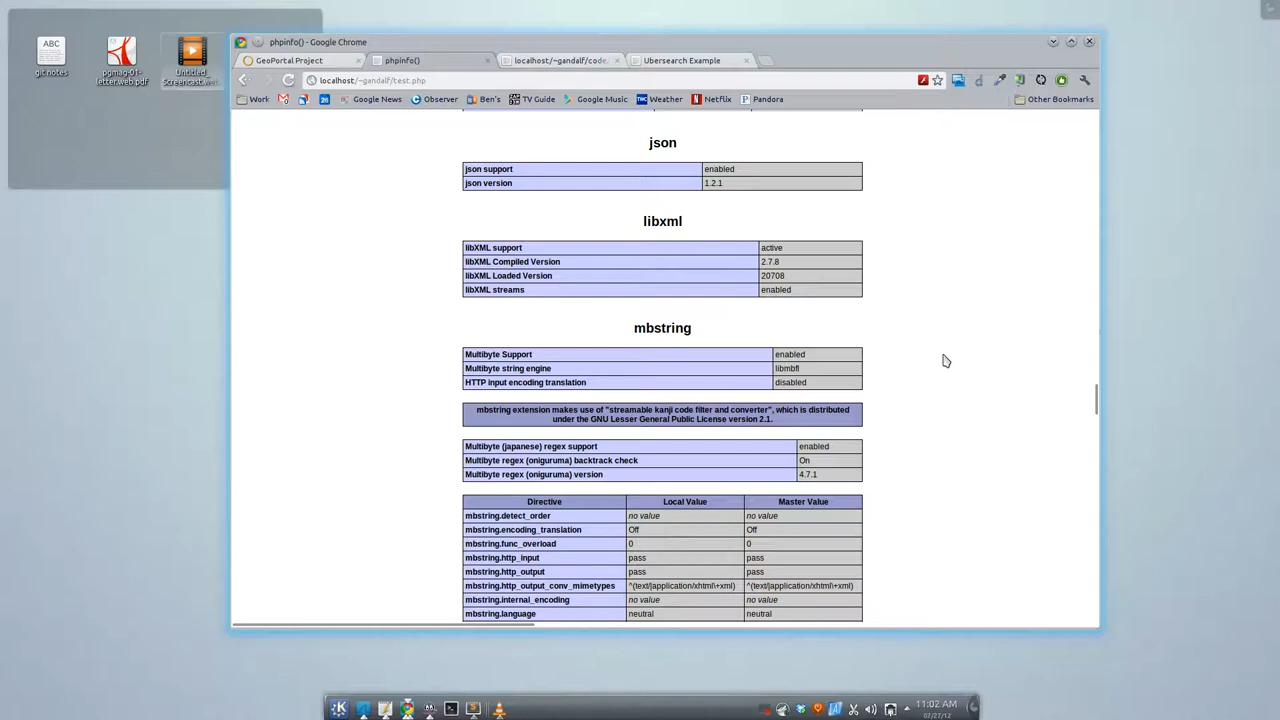 ABC
git.notes
pgmag-01-
letter.web.pdf
Untitled
Screencast.we
phpinfo() - Google Chrome
GeoPortal Project
phpinfo()
localhost/~gandalf/code
Ubersearch Example
localhost/~gandalf/test.php
Work
Google News
Observer
Ben's
TV Guide
Google Music
Weather
Netflix
Pandora
Other Bookmarks
json
json support enabled
json version 1.2.1
libxml
libXML support active
libXML Compiled Version 2.7.8
libXML Loaded Version 20708
libXML streams enabled
mbstring
Multibyte Support enabled
Multibyte string engine libmbfl
HTTP input encoding translation disabled
mbstring extension makes use of "streamable kanji code filter and converter", which is distributed
under the GNU Lesser General Public License version 2.1.
Multibyte (japanese) regex support enabled
Multibyte regex (oniguruma) backtrack check On
Multibyte regex (oniguruma) version 4.7.1
Directive Local Value Master Value
mbstring.detect_order no value no value
mbstring.encoding_translation Off Off
mbstring.func_overload 0 0
mbstring.http_input pass pass
mbstring.http_output pass pass
mbstring.http_output_conv_mimetypes ^(text/|application/xhtml\+xml) ^(text/|application/xhtml\+xml)
mbstring.internal_encoding no value no value
mbstring.language neutral neutral
11:02 AM
02/27/12